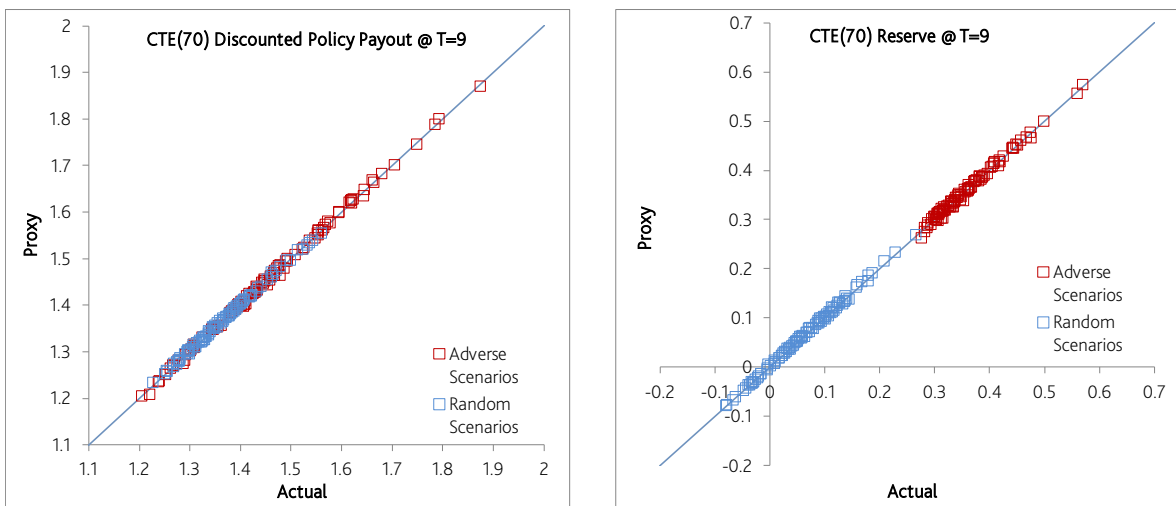 CTE(70) Discounted Policy Payout @ T=9
2
1.9
1.8
1.7
1.6
1.5
1.4
1.3
1.2
1.1
Proxy
1.1 1.2 1.3 1.4 1.5 1.6 1.7 1.8 1.9 2
Actual
Adverse
Scenarios
Random
Scenarios
CTE(70) Reserve @ T=9
0.7
0.6
0.5
0.4
0.3
0.2
0.1
0
-0.1
-0.2
Proxy
-0.2 -0.1 0 0.1 0.2 0.3 0.4 0.5 0.6 0.7
Actual
Adverse
Scenarios
Random
Scenarios